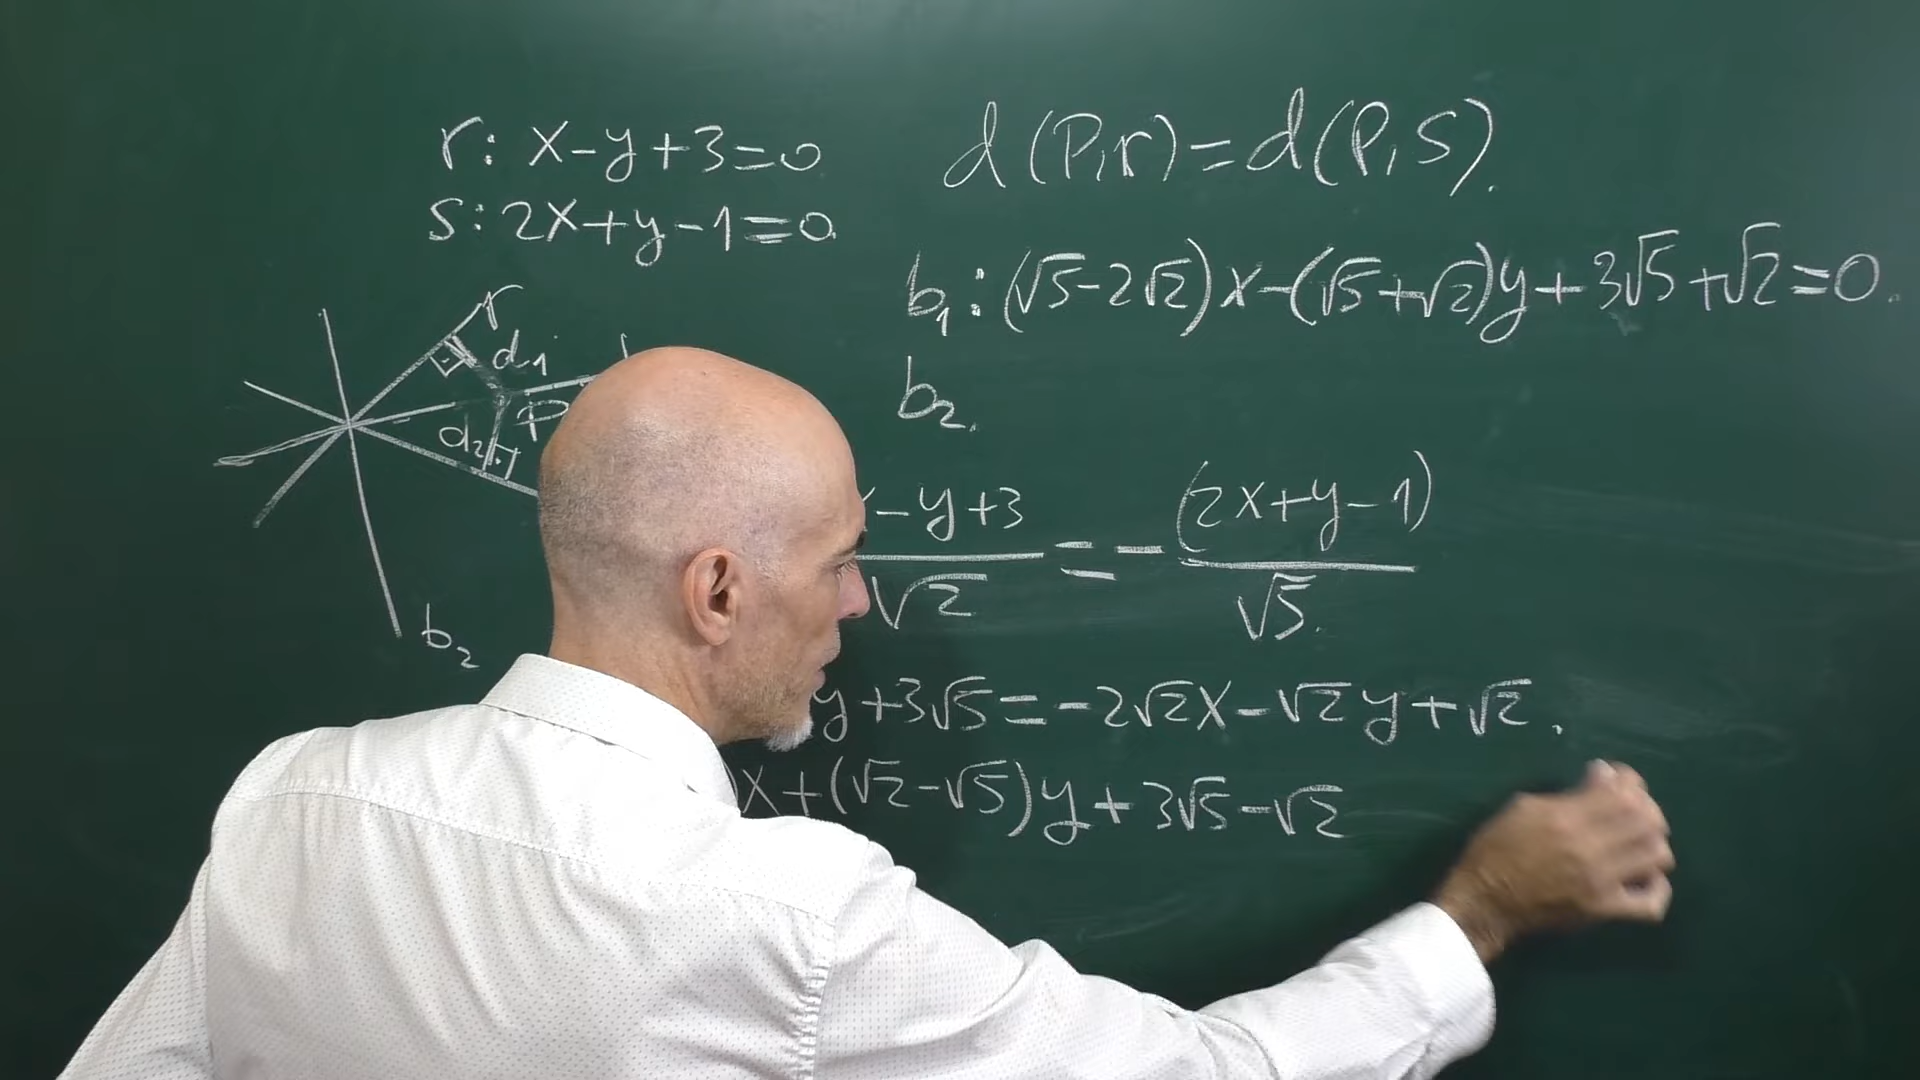 r: x-y+3=0
s: 2x+y-1=0
r
d₁
P
d₂
b₂
d(P,r)=d(P,s).
b₁: (√5-2√2)x-(√5+√2)y+3√5+√2=0.
b₂.
-y+3/√2 = -(2x+y-1)/√5.
y+3√5=-2√2x-√2y+√2.
)x+(√2-√5)y+3√5-√2